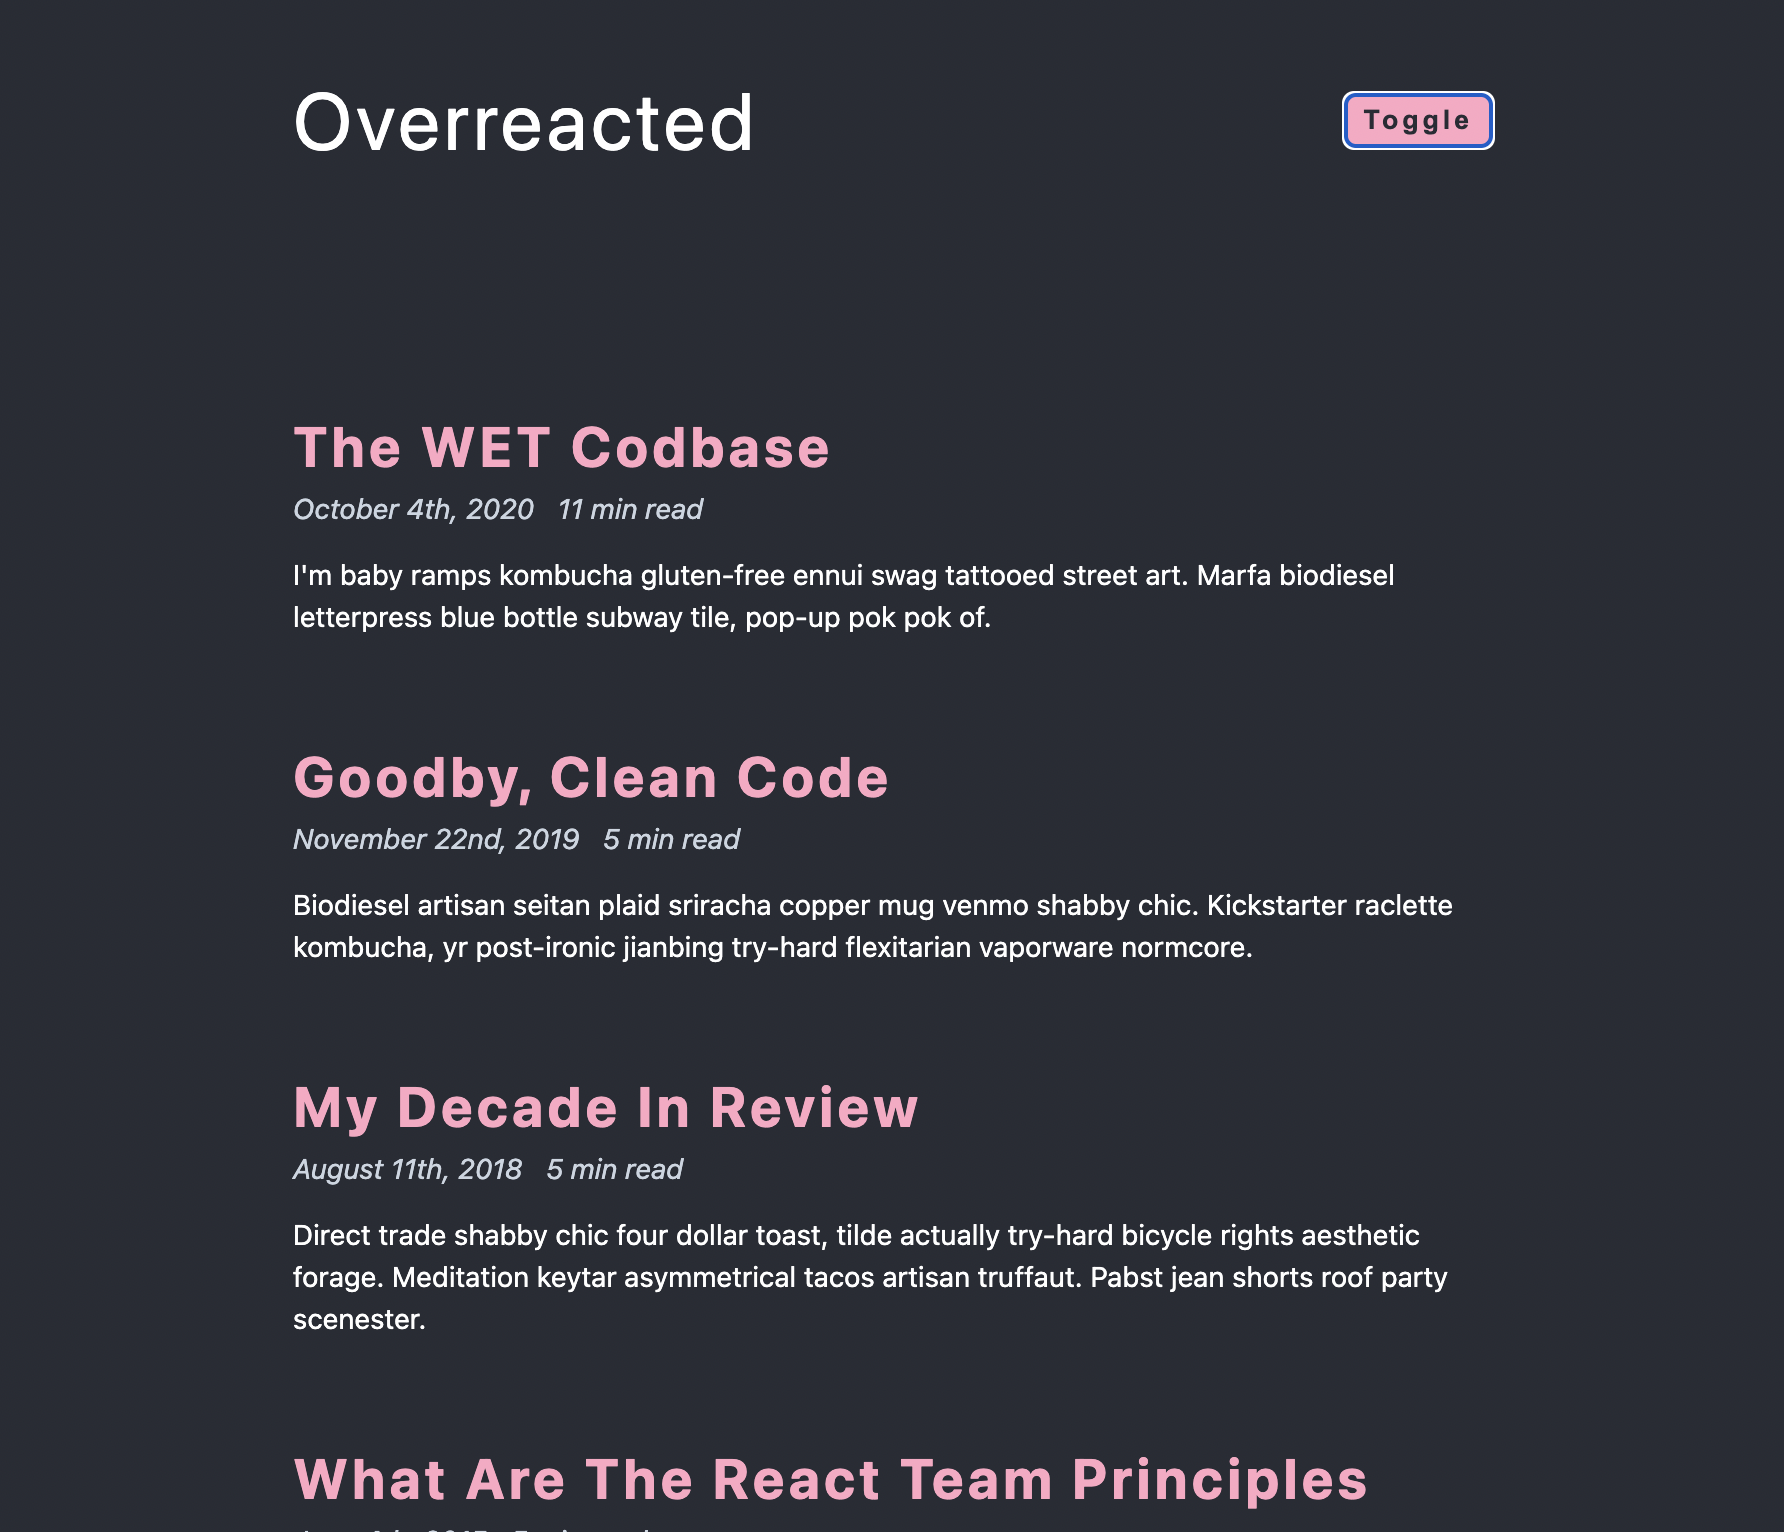 Overreacted
Toggle
The WET Codbase
October 4th, 2020 11 min read
I'm baby ramps kombucha gluten-free ennui swag tattooed street art. Marfa biodiesel
letterpress blue bottle subway tile, pop-up pok pok of.
Goodby, Clean Code
November 22nd, 2019 5 min read
Biodiesel artisan seitan plaid sriracha copper mug venmo shabby chic. Kickstarter raclette
kombucha, yr post-ironic jianbing try-hard flexitarian vaporware normcore.
My Decade In Review
August 11th, 2018 5 min read
Direct trade shabby chic four dollar toast, tilde actually try-hard bicycle rights aesthetic
forage. Meditation keytar asymmetrical tacos artisan truffaut. Pabst jean shorts roof party
scenester.
What Are The React Team Principles